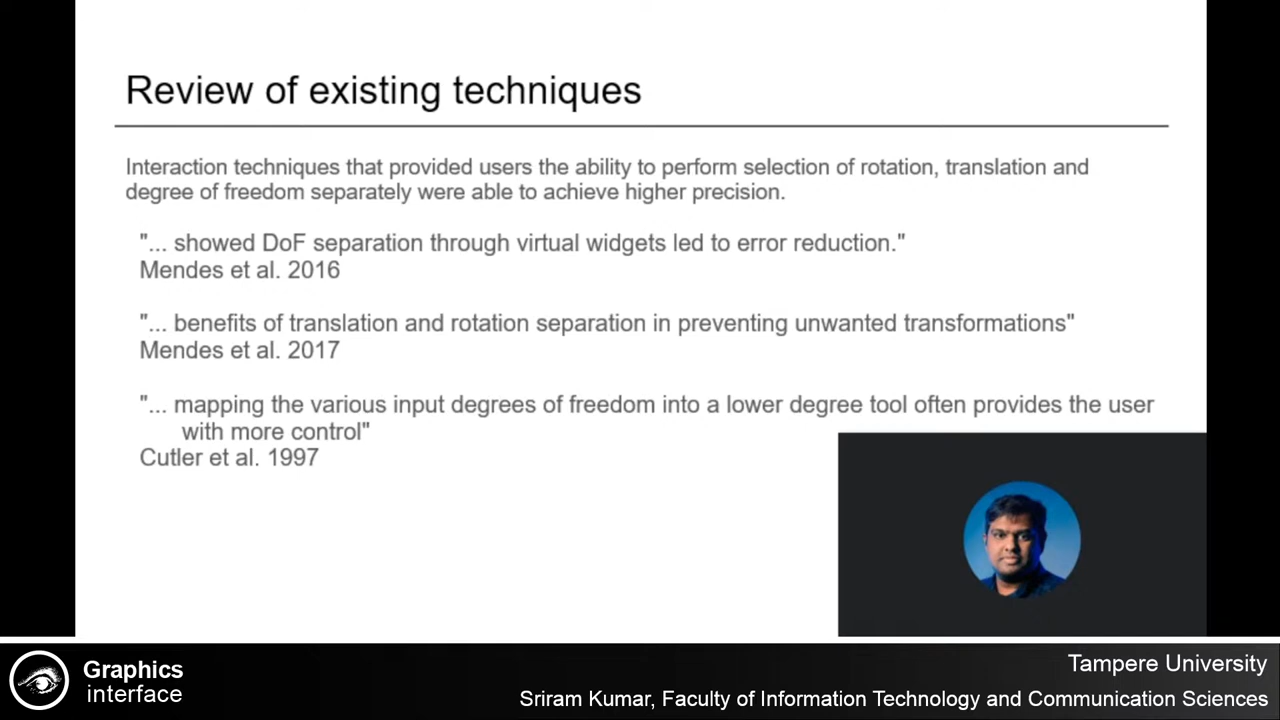 Review of existing techniques
Interaction techniques that provided users the ability to perform selection of rotation, translation and
degree of freedom separately were able to achieve higher precision.
"... showed DoF separation through virtual widgets led to error reduction."
Mendes et al. 2016
"... benefits of translation and rotation separation in preventing unwanted transformations"
Mendes et al. 2017
"... mapping the various input degrees of freedom into a lower degree tool often provides the user
with more control"
Cutler et al. 1997
Graphics
interface
Tampere University
Sriram Kumar, Faculty of Information Technology and Communication Sciences